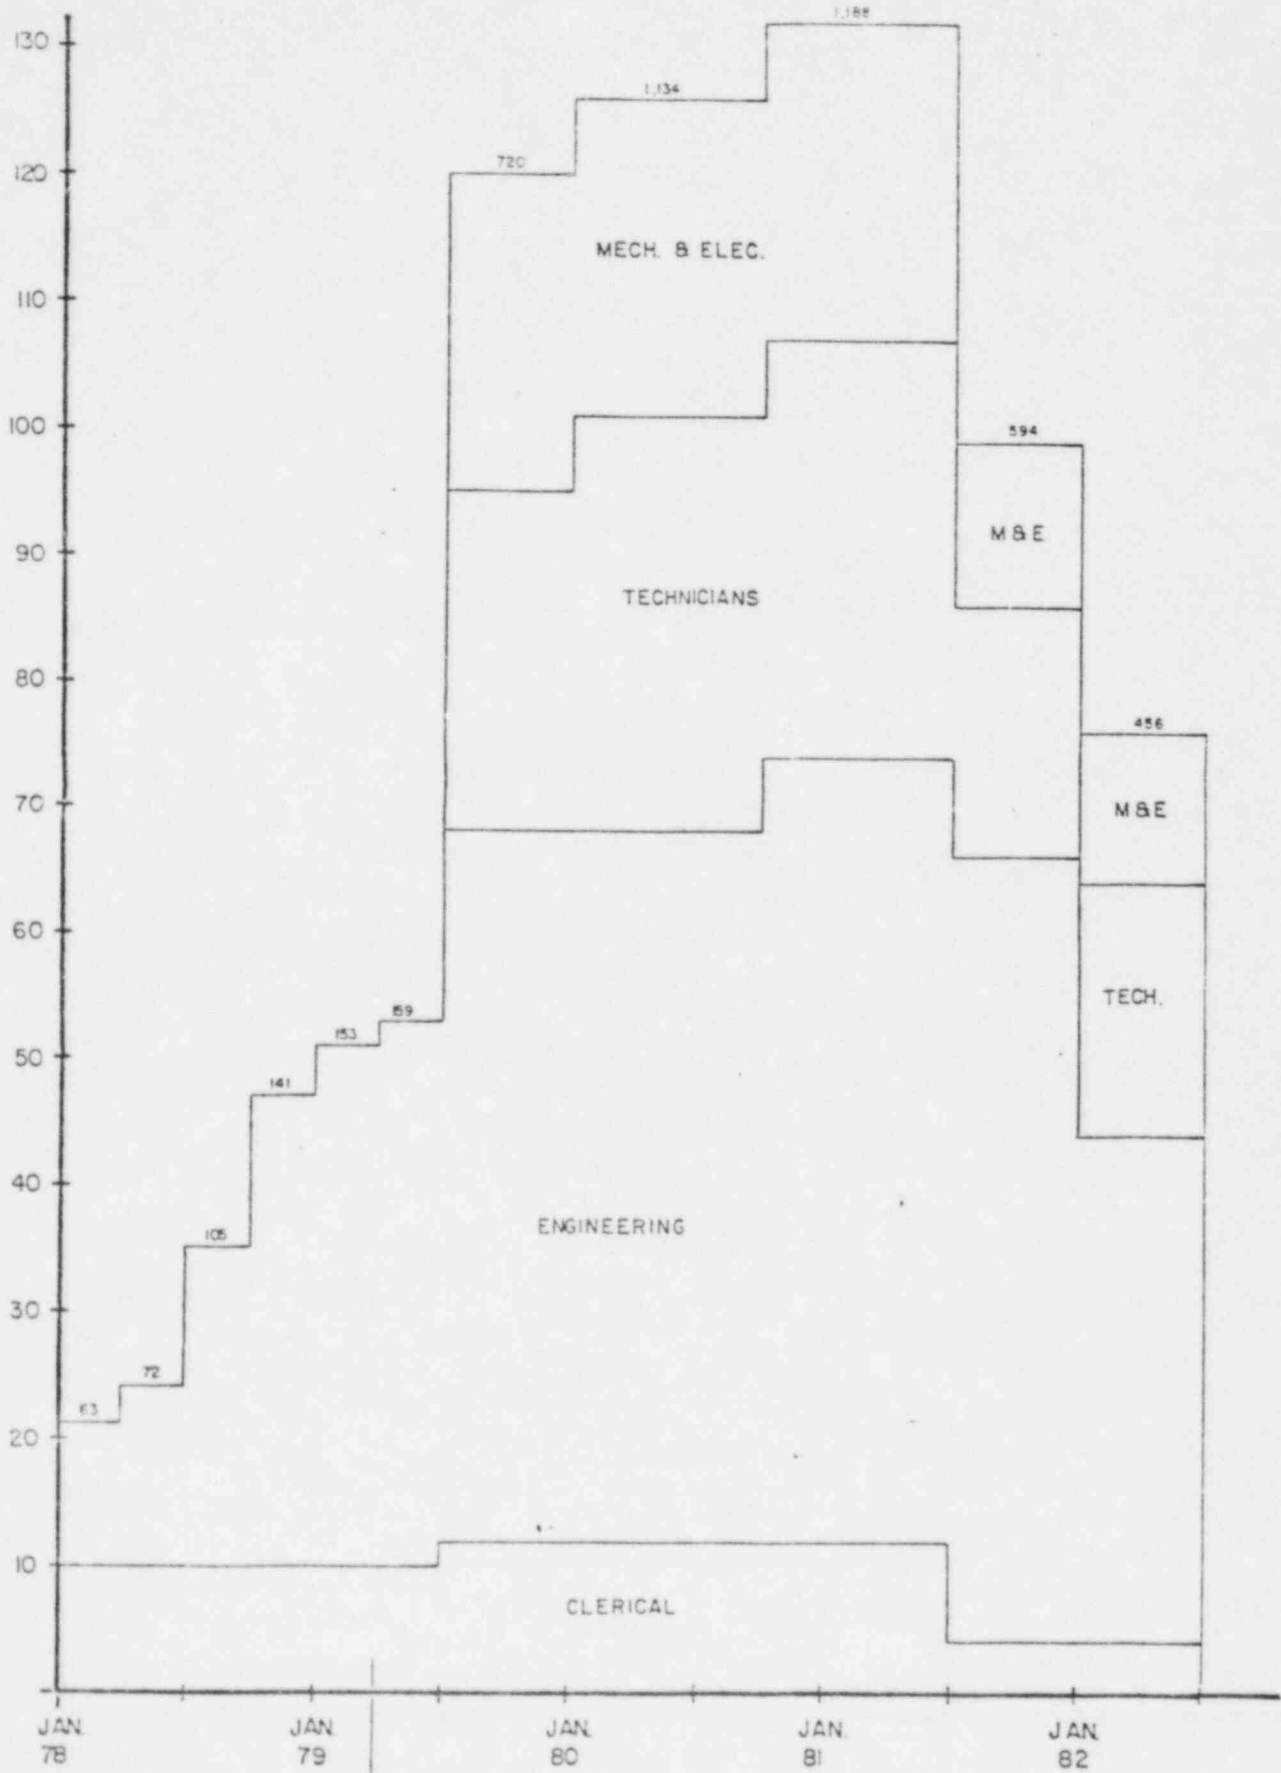 1,188
130
1,134
720
120
MECH. & ELEC.
110
100
594
90
M & E
TECHNICIANS
80
456
70
M & E
60
TECH.
159
50
153
141
40
ENGINEERING
105
30
72
63
20
10
CLERICAL
JAN. JAN. JAN. JAN. JAN.
78 79 80 81 82